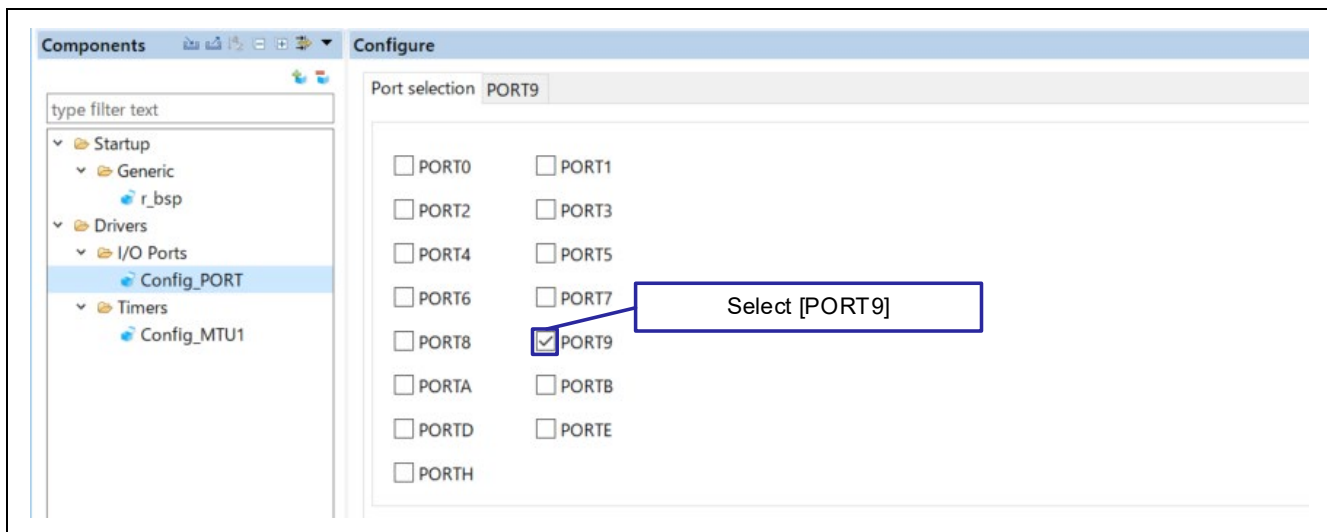 Components
type filter text
Startup
Generic
r_bsp
Drivers
I/O Ports
Config_PORT
Timers
Config_MTU1
Configure
Port selection PORT9
PORT0 PORT1
PORT2 PORT3
PORT4 PORT5
PORT6 PORT7
Select [PORT9]
PORT8 PORT9
PORTA PORTB
PORTD PORTE
PORTH